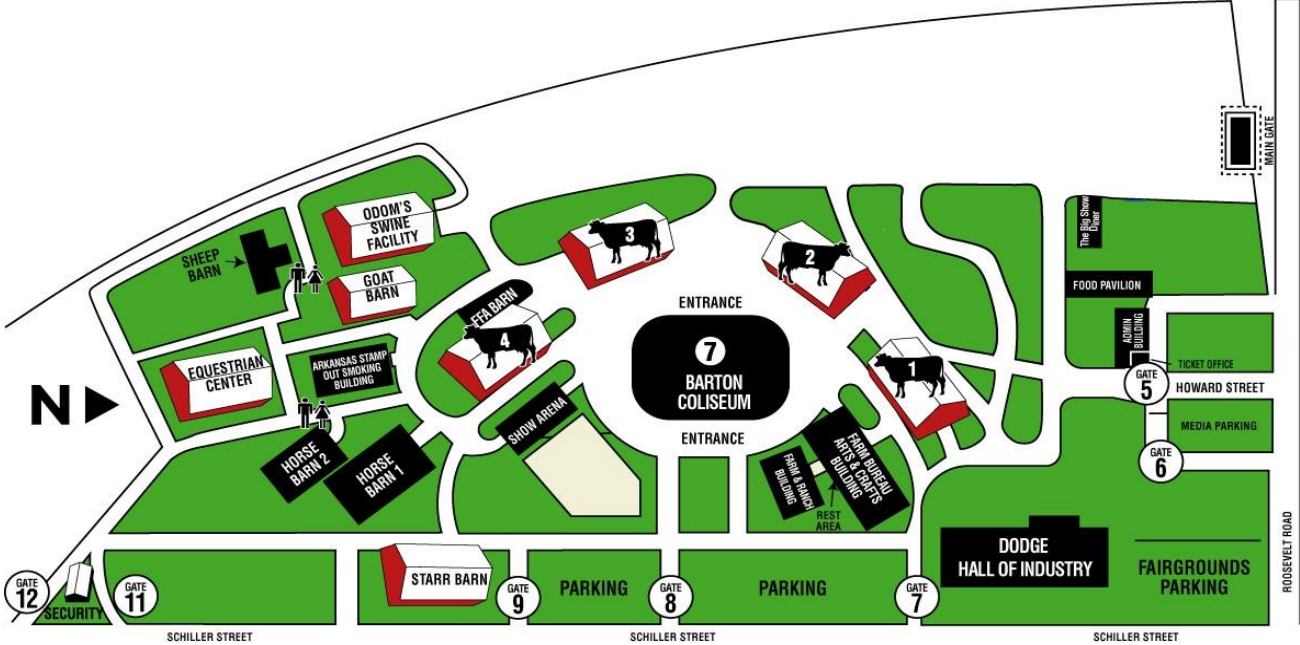 MAIN GATE
ODOM'S
SWINE
FACILITY
The Big Show
Diner
3
2
SHEEP
BARN
GOAT
BARN
FOOD PAVILION
FFA BARN
ENTRANCE
4
ADMIN
BUILDING
7
BARTON
COLISEUM
EQUESTRIAN
CENTER
ARKANSAS STAMP
OUT SMOKING
BUILDING
1
TICKET OFFICE
GATE
5
HOWARD STREET
N
SHOW ARENA
ENTRANCE
MEDIA PARKING
HORSE
BARN 2
HORSE
BARN 1
FARM & RANCH
BUILDING
FARM BUREAU
ARTS & CRAFTS
BUILDING
GATE
6
REST
AREA
DODGE
HALL OF INDUSTRY
ROOSEVELT ROAD
FAIRGROUNDS
PARKING
GATE
12
SECURITY
GATE
11
STARR BARN
GATE
9
PARKING
GATE
8
PARKING
GATE
7
SCHILLER STREET
SCHILLER STREET
SCHILLER STREET